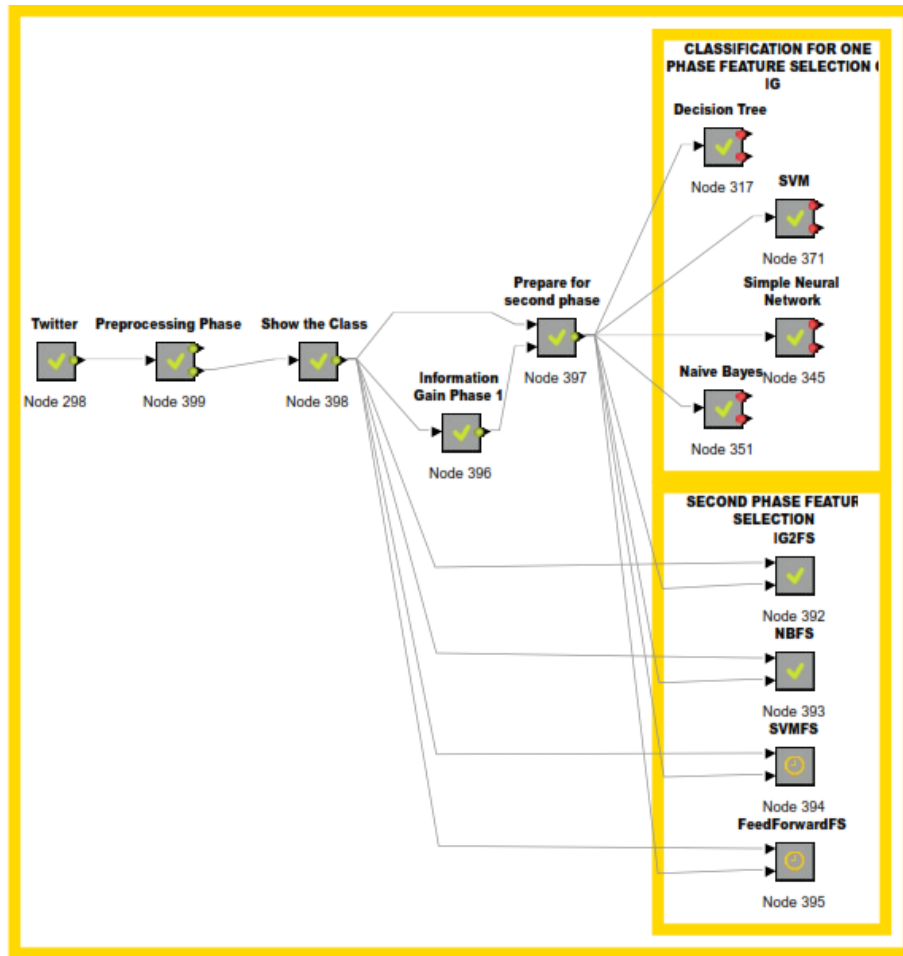 CLASSIFICATION FOR ONE
PHASE FEATURE SELECTION
IG
Decision Tree
Node 317
SVM
Node 371
Simple Neural
Network
Node 345
Naive Bayes
Node 351
Prepare for
second phase
Node 397
Twitter
Node 298
Preprocessing Phase
Node 399
Show the Class
Node 398
Information
Gain Phase 1
Node 396
SECOND PHASE FEATUR
SELECTION
IG2FS
Node 392
NBFS
Node 393
SVMFS
Node 394
FeedForwardFS
Node 395